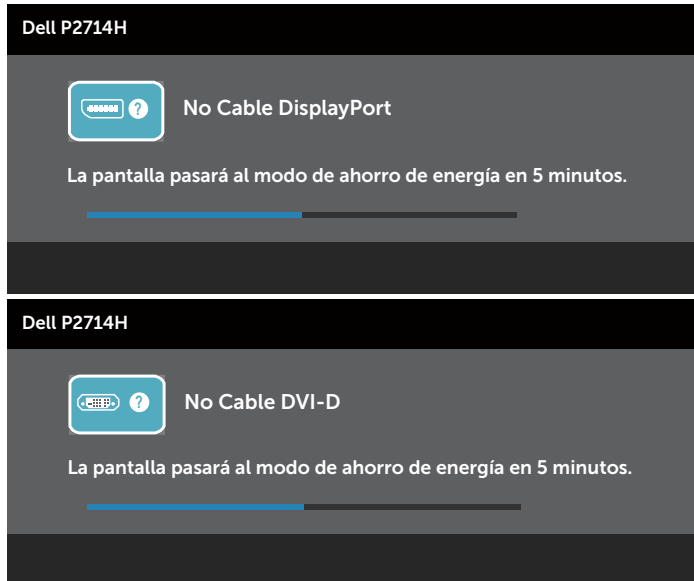 Dell P2714H
?
No Cable DisplayPort
La pantalla pasará al modo de ahorro de energía en 5 minutos.
Dell P2714H
?
No Cable DVI-D
La pantalla pasará al modo de ahorro de energía en 5 minutos.